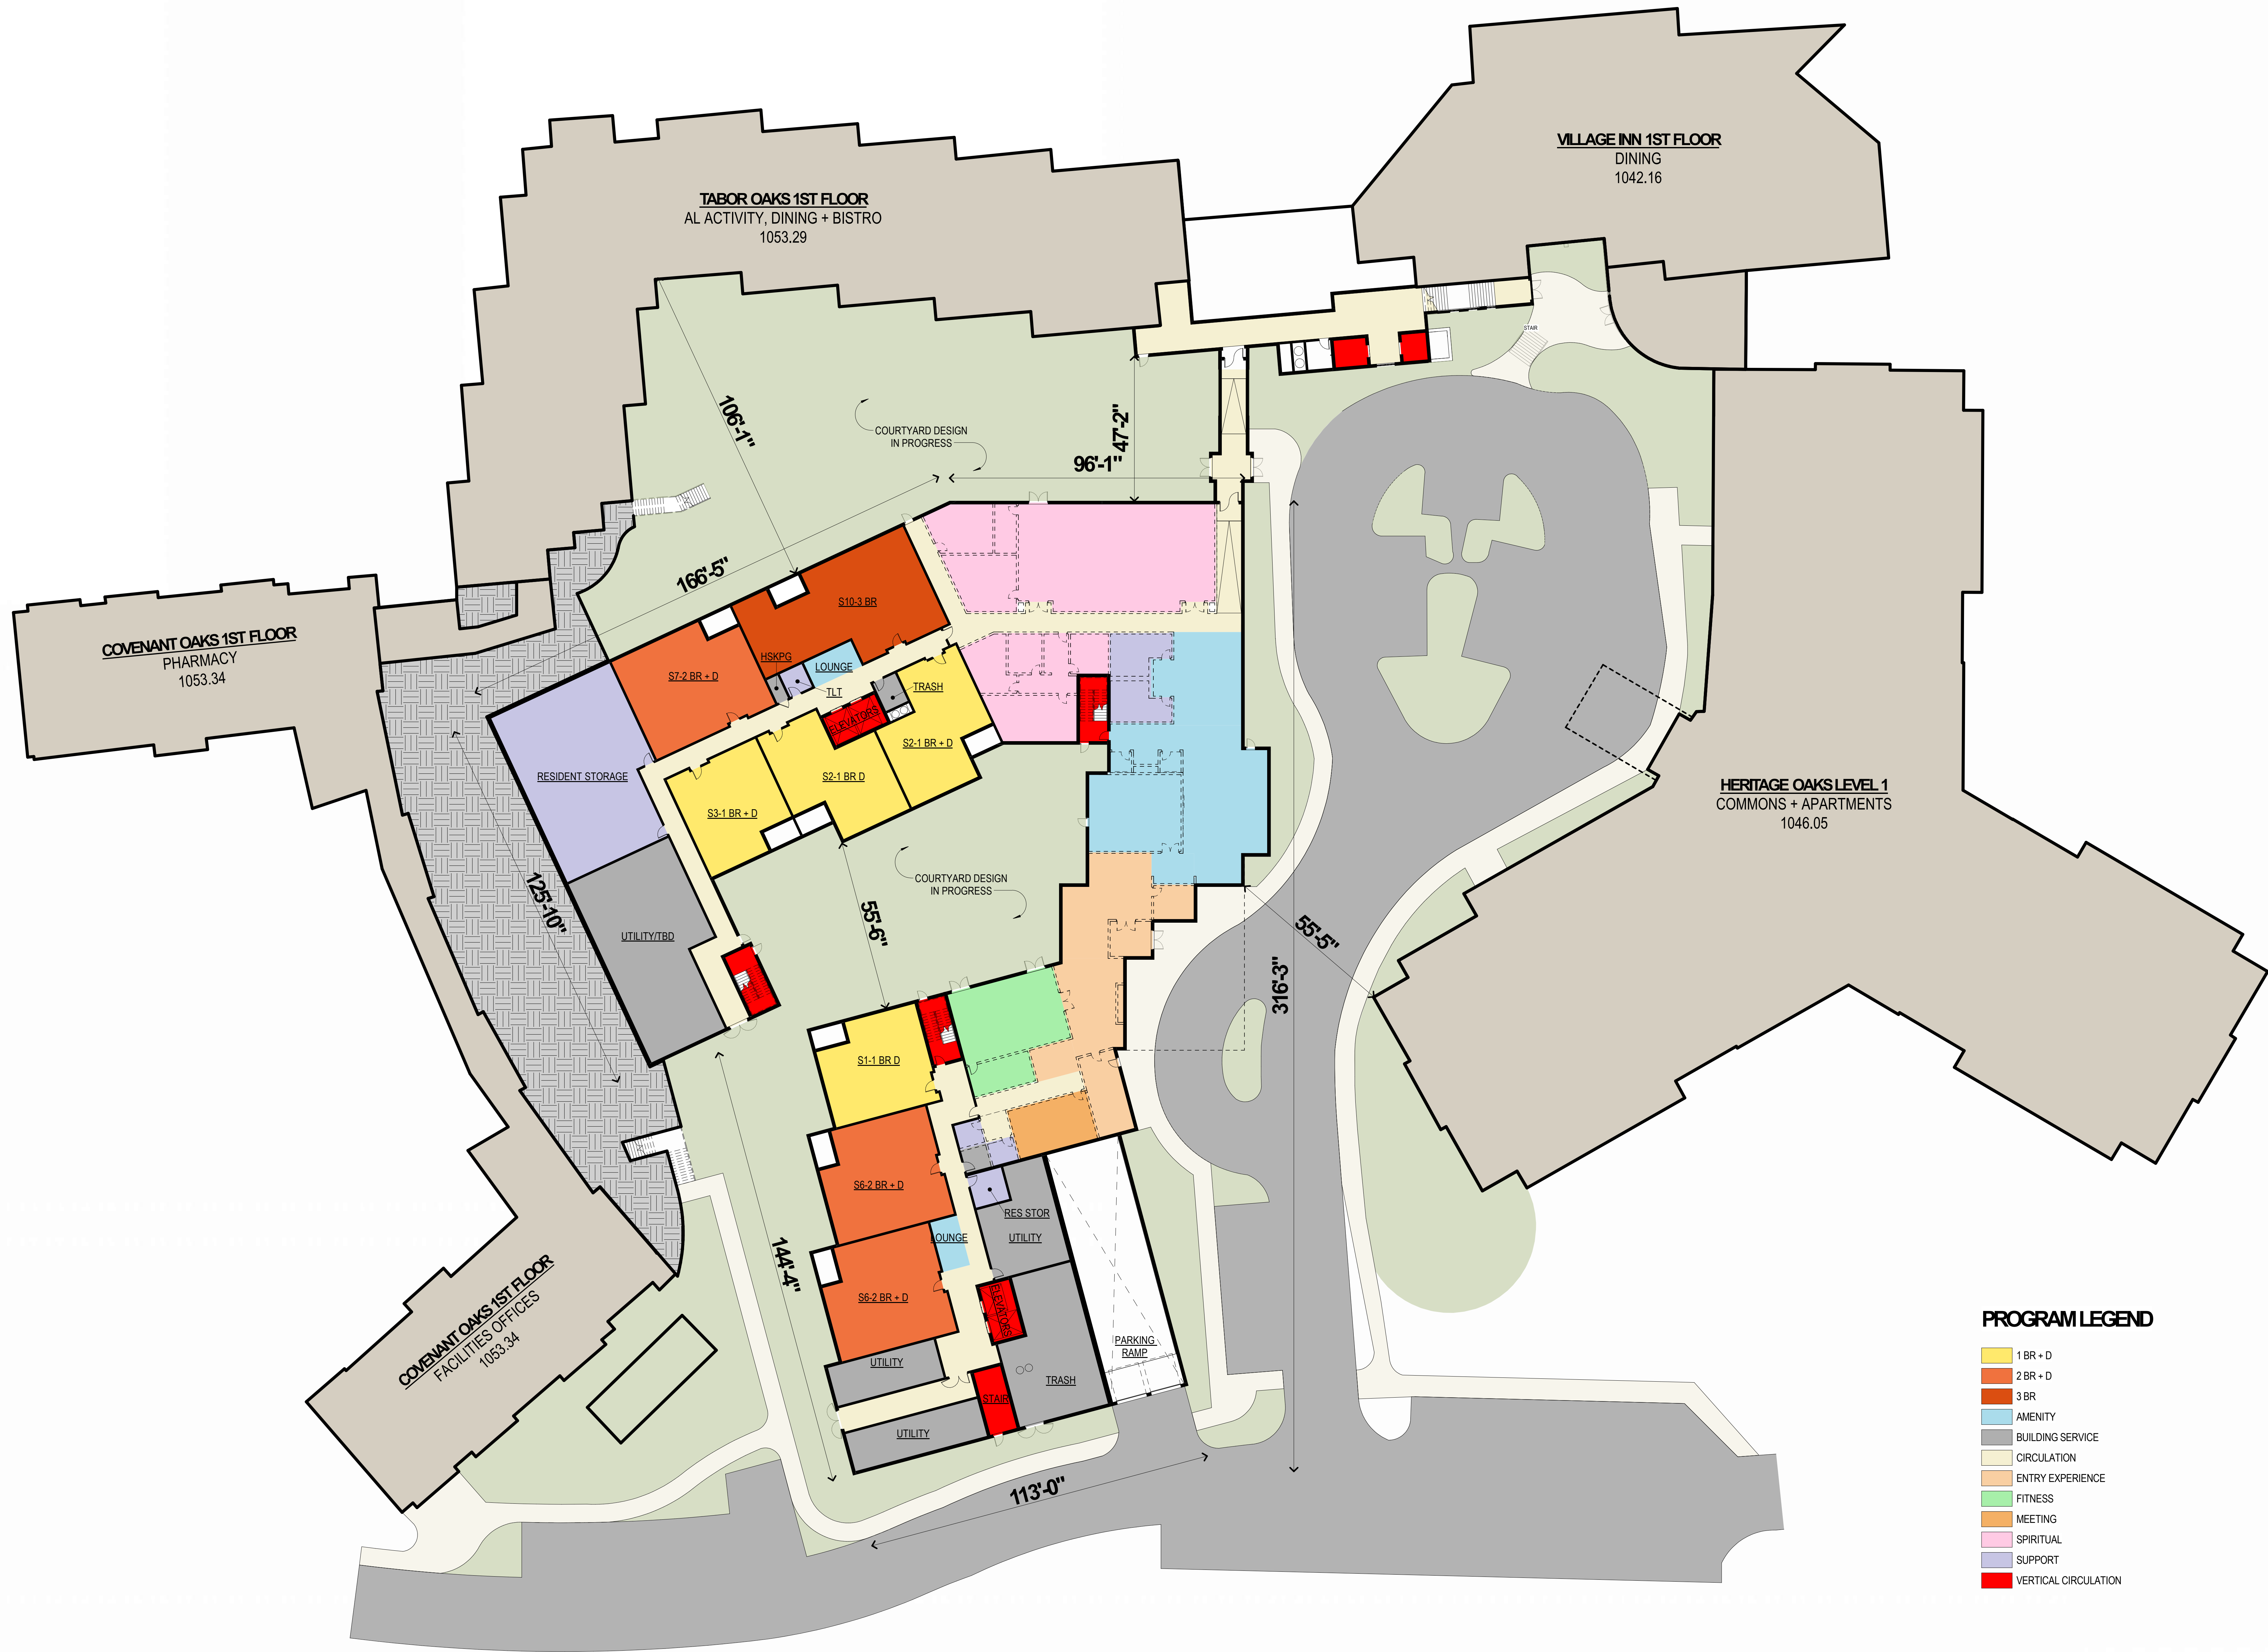 VILLAGE INN 1ST FLOOR
DINING
1042.16
TABOR OAKS 1ST FLOOR
AL ACTIVITY, DINING + BISTRO
1053.29
STAIR
106'-1"
COURTYARD DESIGN
IN PROGRESS
47'-2"
96'-1"
166'-5"
S10-3 BR
COVENANT OAKS 1ST FLOOR
PHARMACY
1053.34
HSKPG
LOUNGE
S7-2 BR + D
TLT
TRASH
ELEVATORS
S2-1 BR + D
RESIDENT STORAGE
S2-1 BR D
S3-1 BR + D
HERITAGE OAKS LEVEL 1
COMMONS + APARTMENTS
1046.05
COURTYARD DESIGN
IN PROGRESS
125'-10"
55'-6"
UTILITY/TBD
55'-5"
316'-3"
S1-1 BR D
S6-2 BR + D
RES STOR
UTILITY
LOUNGE
144'-4"
S6-2 BR + D
ELEVATORS
COVENANT OAKS 1ST FLOOR
FACILITIES OFFICES
1053.34
PARKING
RAMP
UTILITY
TRASH
STAIR
UTILITY
113'-0"
PROGRAM LEGEND
1 BR + D
2 BR + D
3 BR
AMENITY
BUILDING SERVICE
CIRCULATION
ENTRY EXPERIENCE
FITNESS
MEETING
SPIRITUAL
SUPPORT
VERTICAL CIRCULATION